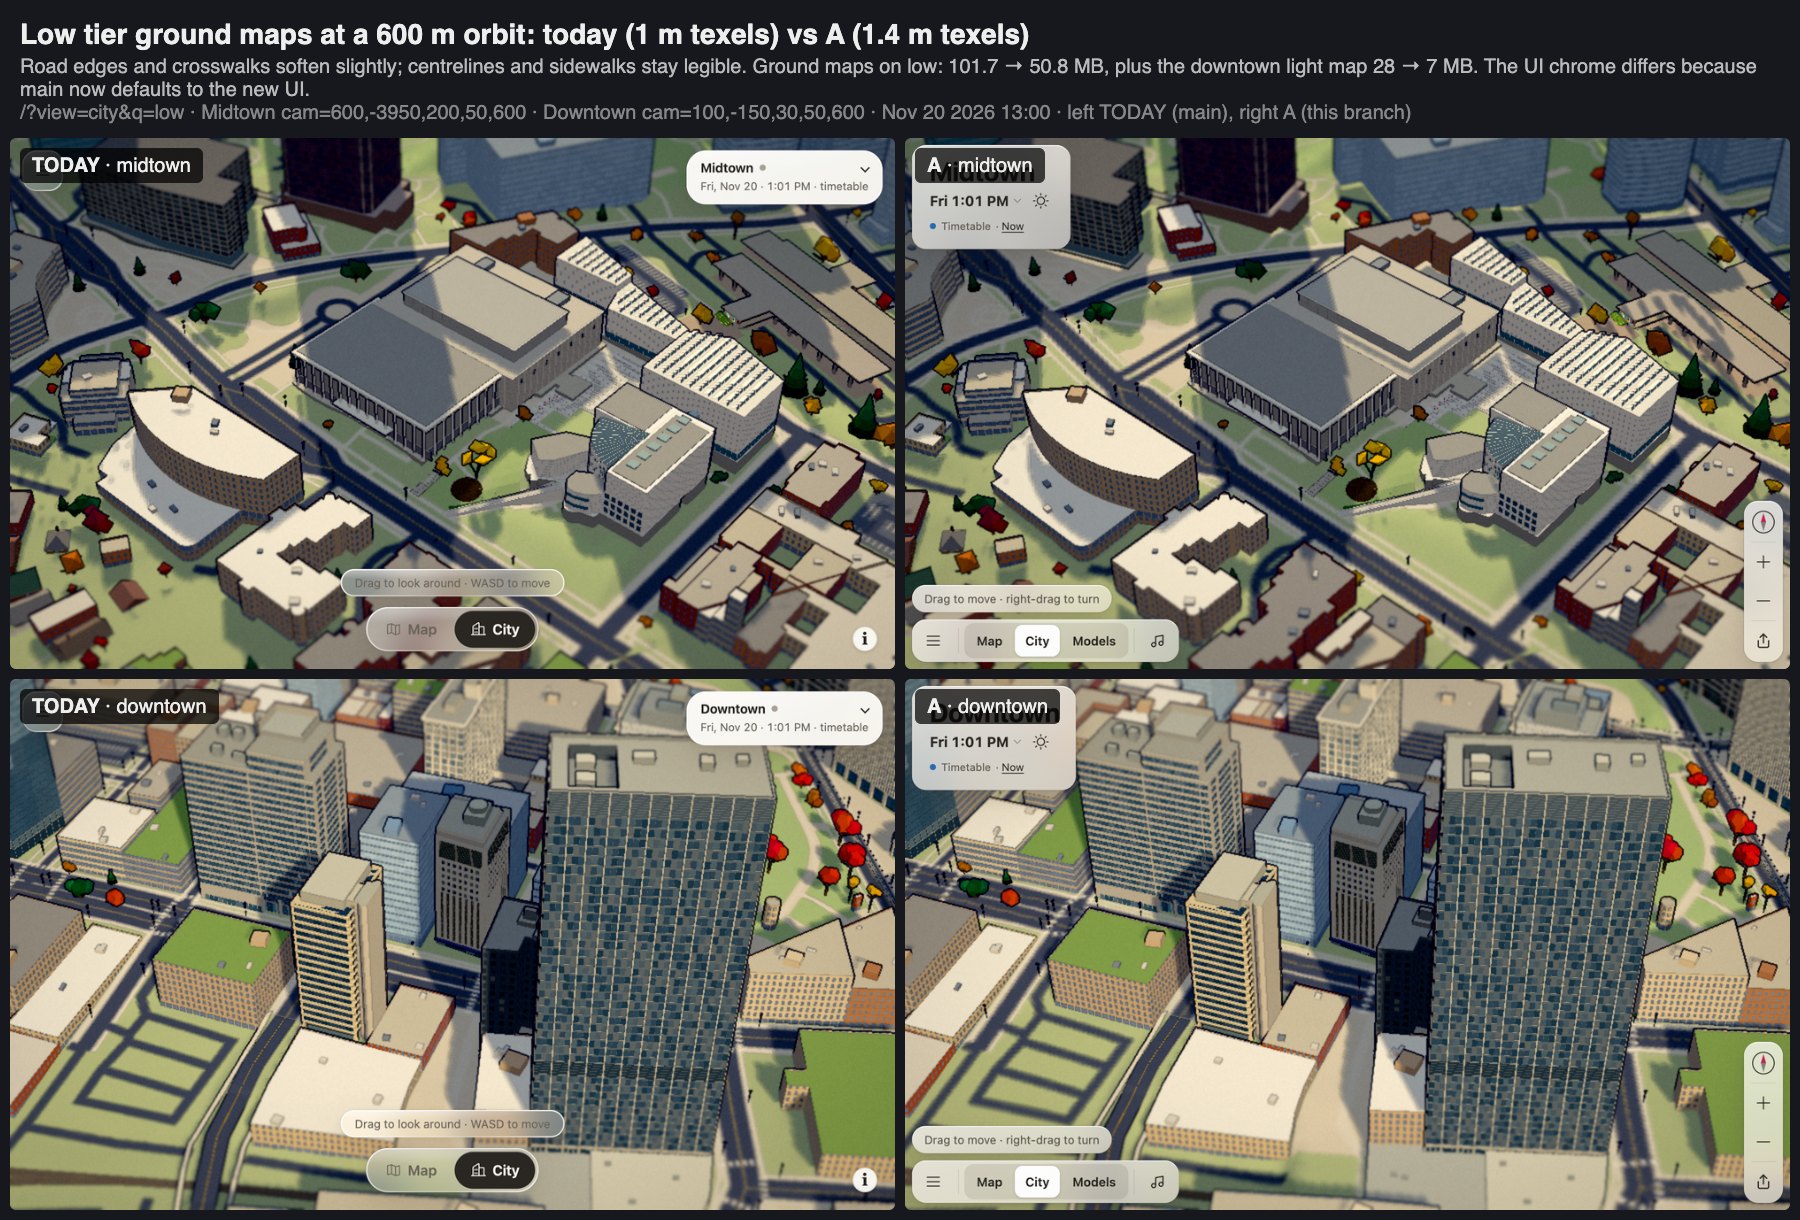 Low tier ground maps at a 600 m orbit: today (1 m texels) vs A (1.4 m texels)
Road edges and crosswalks soften slightly; centrelines and sidewalks stay legible. Ground maps on low: 101.7 → 50.8 MB, plus the downtown light map 28 → 7 MB. The UI chrome differs because
main now defaults to the new UI.
/?view=city&q=low · Midtown cam=600,-3950,200,50,600 · Downtown cam=100,-150,30,50,600 · Nov 20 2026 13:00 · left TODAY (main), right A (this branch)
TODAY · midtown
Midtown
Fri, Nov 20 · 1:01 PM · timetable
Drag to look around · WASD to move
Map City
i
A · midtown
Midtown
Fri 1:01 PM
Timetable · Now
Drag to move · right-drag to turn
Map City Models
TODAY · downtown
Downtown
Fri, Nov 20 · 1:01 PM · timetable
Drag to look around · WASD to move
Map City
i
A · downtown
Downtown
Fri 1:01 PM
Timetable · Now
Drag to move · right-drag to turn
Map City Models